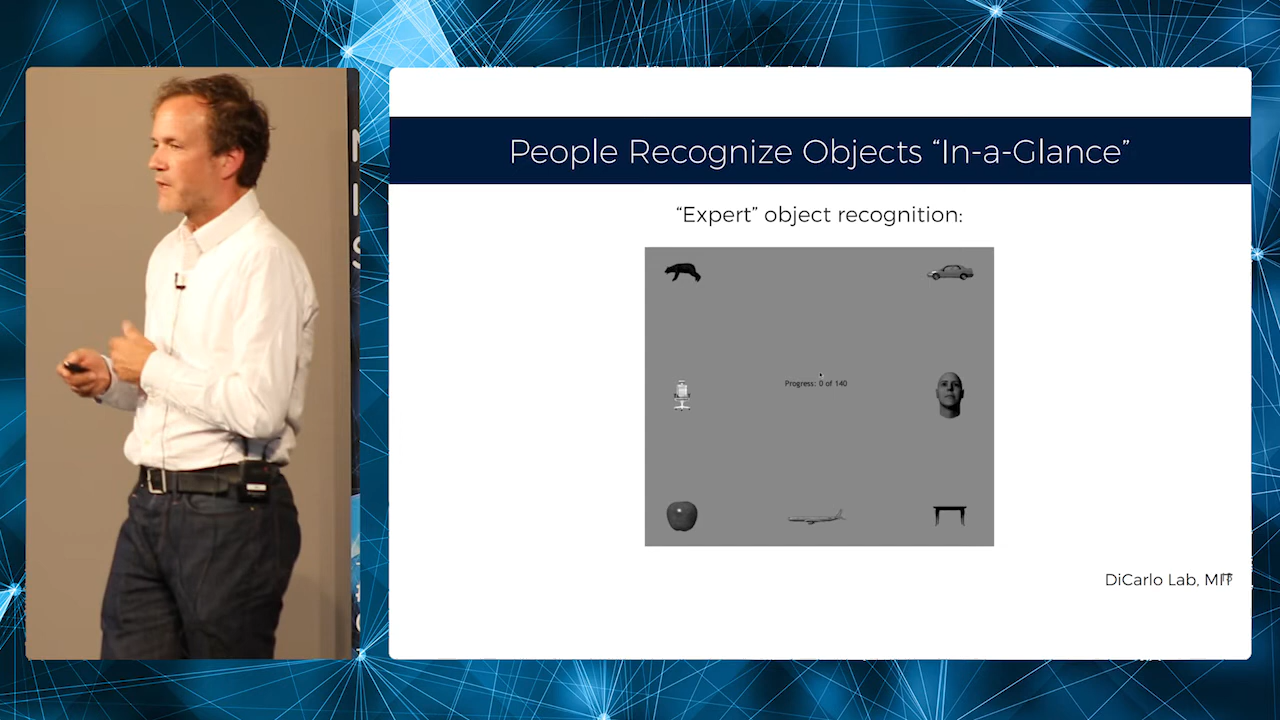 People Recognize Objects “In-a-Glance”
“Expert” object recognition:
Progress: 0 of 140
DiCarlo Lab, MIT